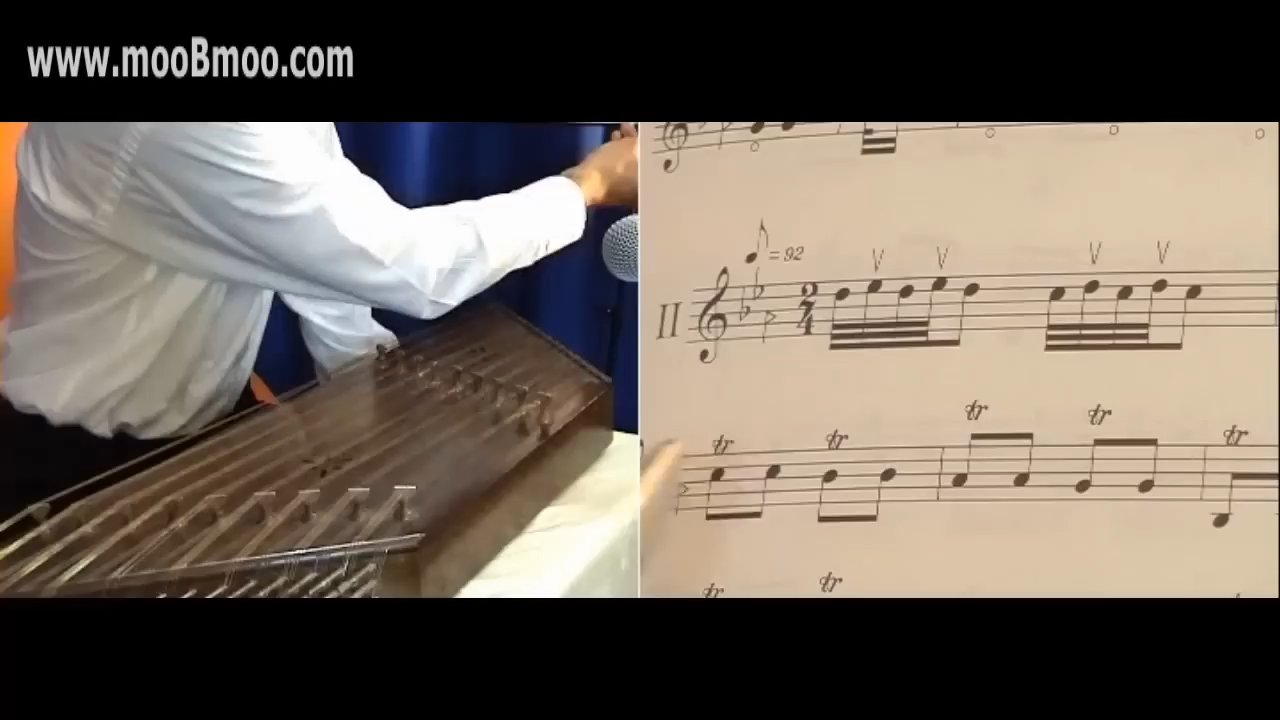 www.mooBmoo.com
♪ = 92
V V V V
II
2
4
tr tr tr tr tr
tr tr